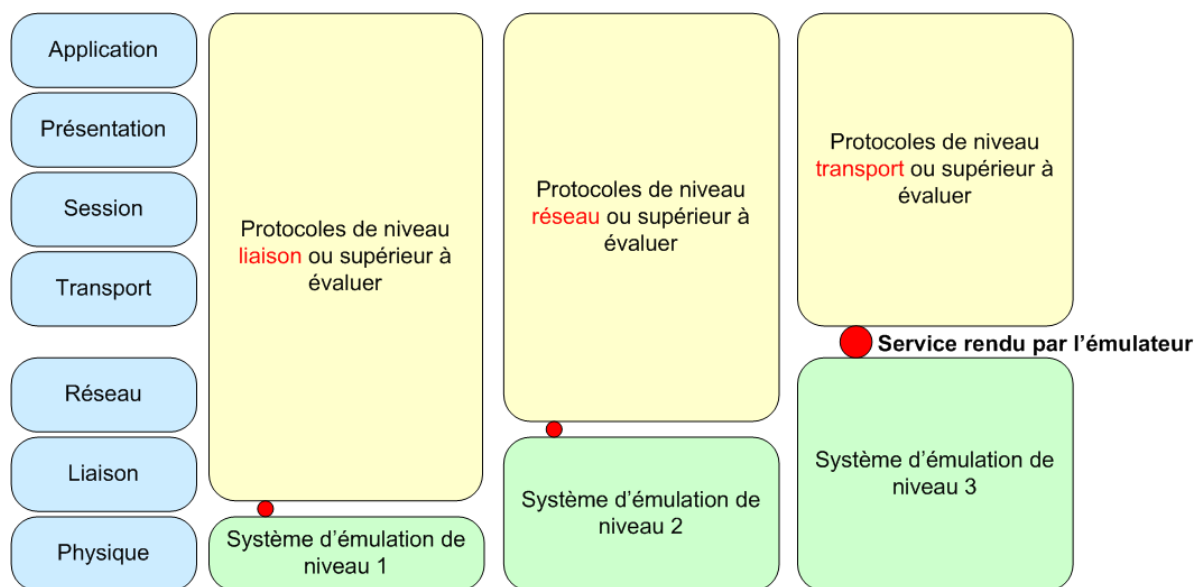 Application
Présentation
Session
Transport
Réseau
Liaison
Physique
Protocoles de niveau
liaison ou supérieur à
évaluer
Système d’émulation de
niveau 1
Protocoles de niveau
réseau ou supérieur à
évaluer
Système d’émulation de
niveau 2
Protocoles de niveau
transport ou supérieur à
évaluer
Service rendu par l’émulateur
Système d’émulation de
niveau 3